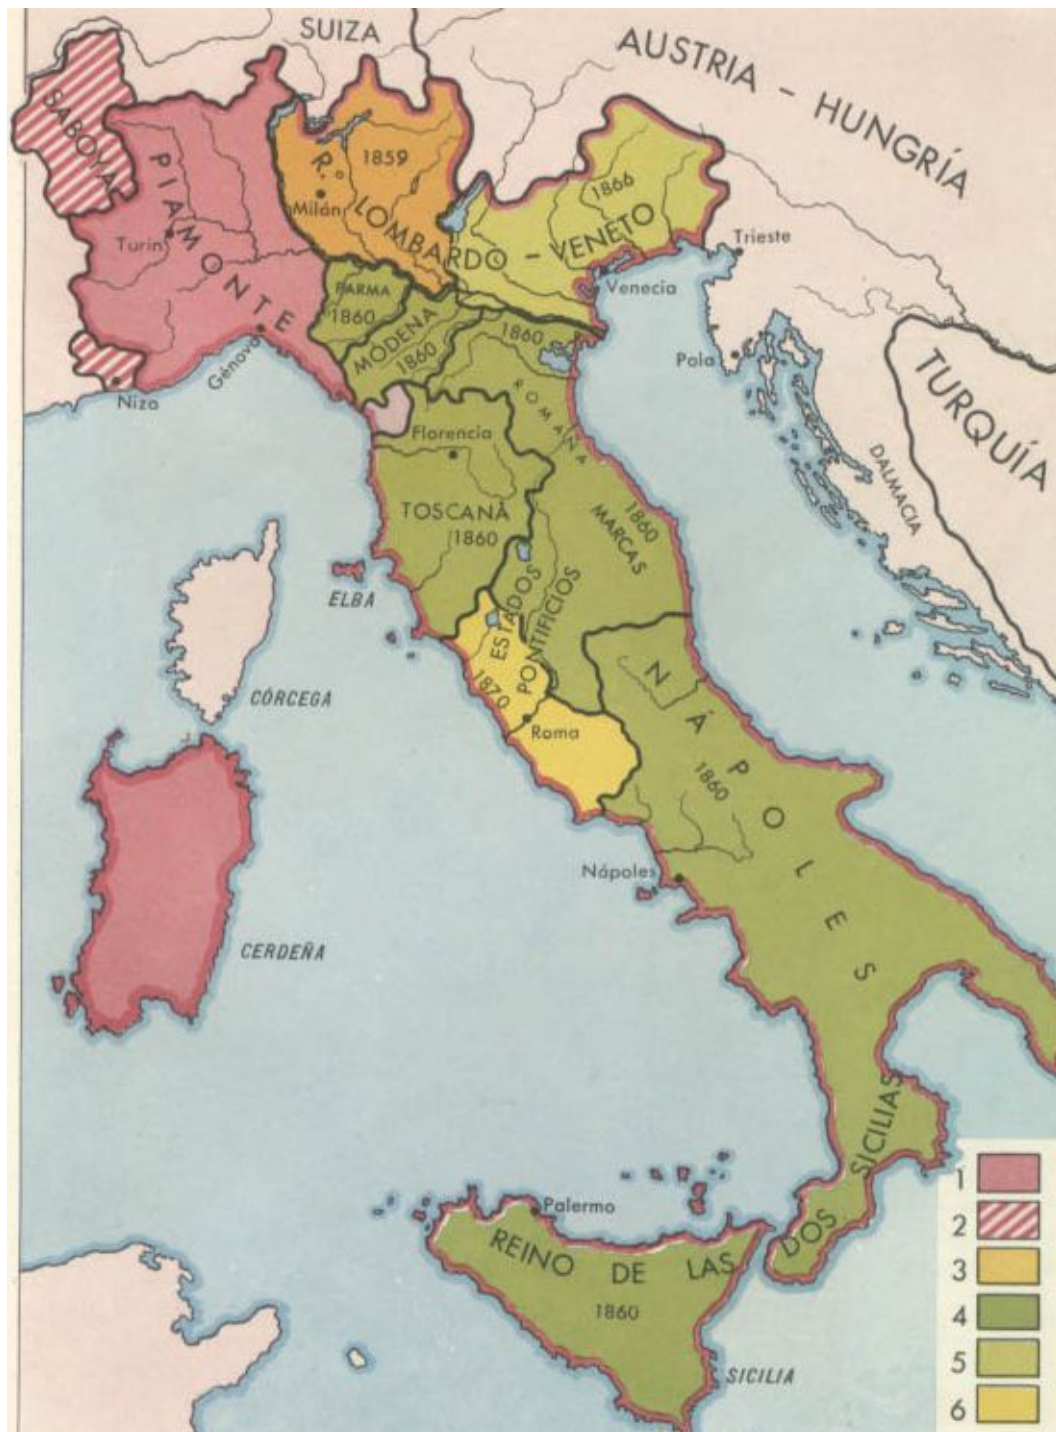 SUIZA
AUSTRIA - HUNGRÍA
SABOYA
PIAMONTE
1859
R.º LOMBARDO - VENETO
1866
Milán
Turín
Trieste
Venecia
PARMA
1860
MÓDENA
1860
1860
Génova
Niza
Pola
TURQUÍA
ROMAÑA
Florencia
DALMACIA
TOSCANA
1860
1860
MARCAS
ELBA
ESTADOS
PONTIFICIOS
1870
CÓRCEGA
Roma
NÁPOLES
1860
Nápoles
CERDEÑA
Palermo
REINO DE LAS DOS SICILIAS
1860
SICILIA
1
2
3
4
5
6